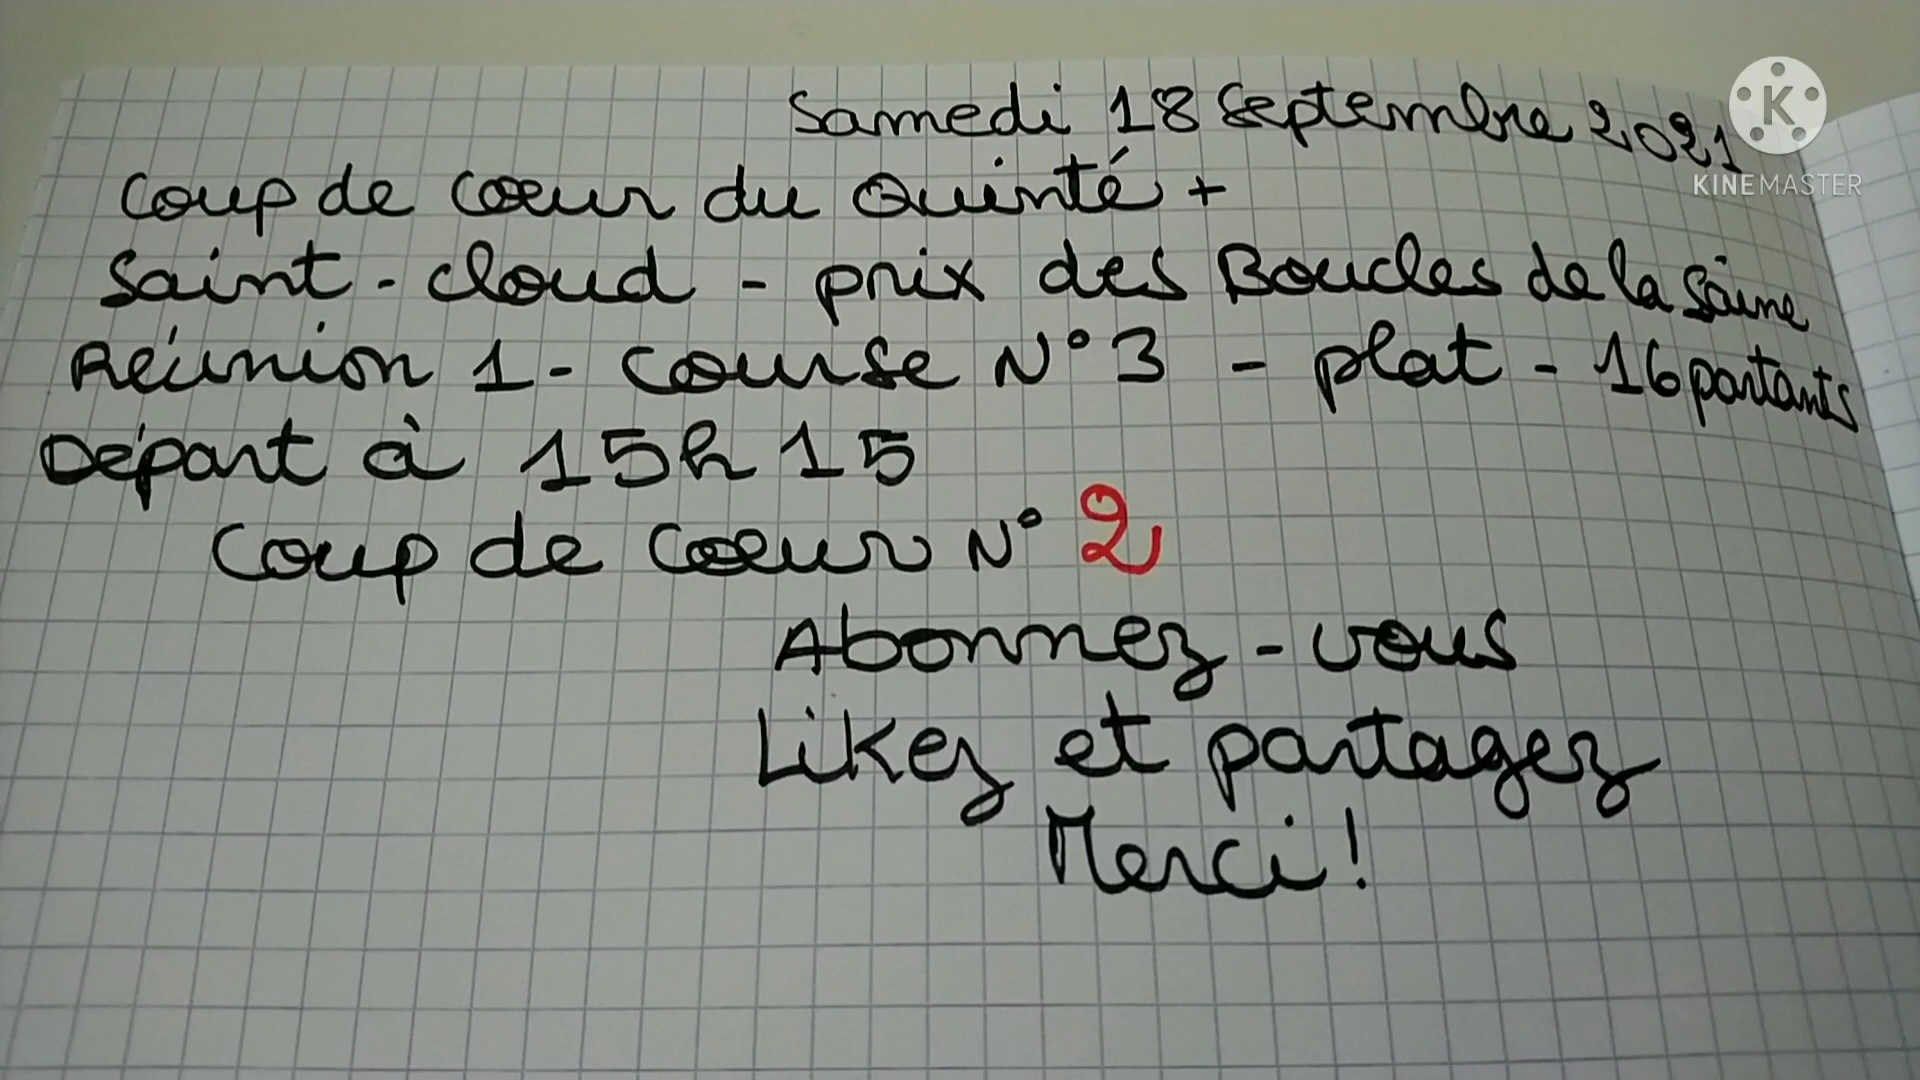 Samedi 18 Septembre 2021
Coup de coeur du Quinté +
Saint-Cloud - prix des Boucles de la Sâine
Réunion 1 - course N° 3 - plat - 16 partants
Départ à 15h15
Coup de coeur N° 2
Abonnez-vous
Likez et partagez
Merci !
KINEMASTER